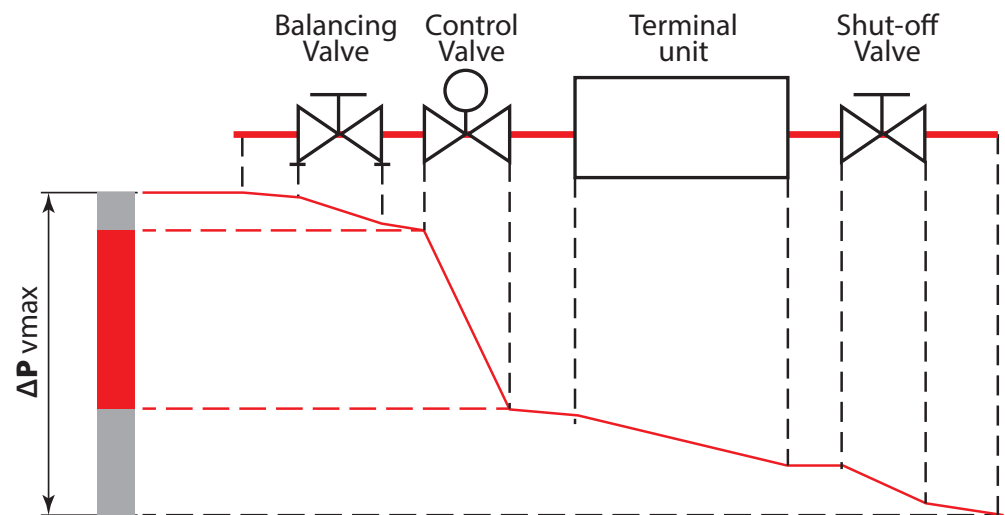 Balancing
Valve
Control
Valve
Terminal
unit
Shut-off
Valve
ΔP vmax